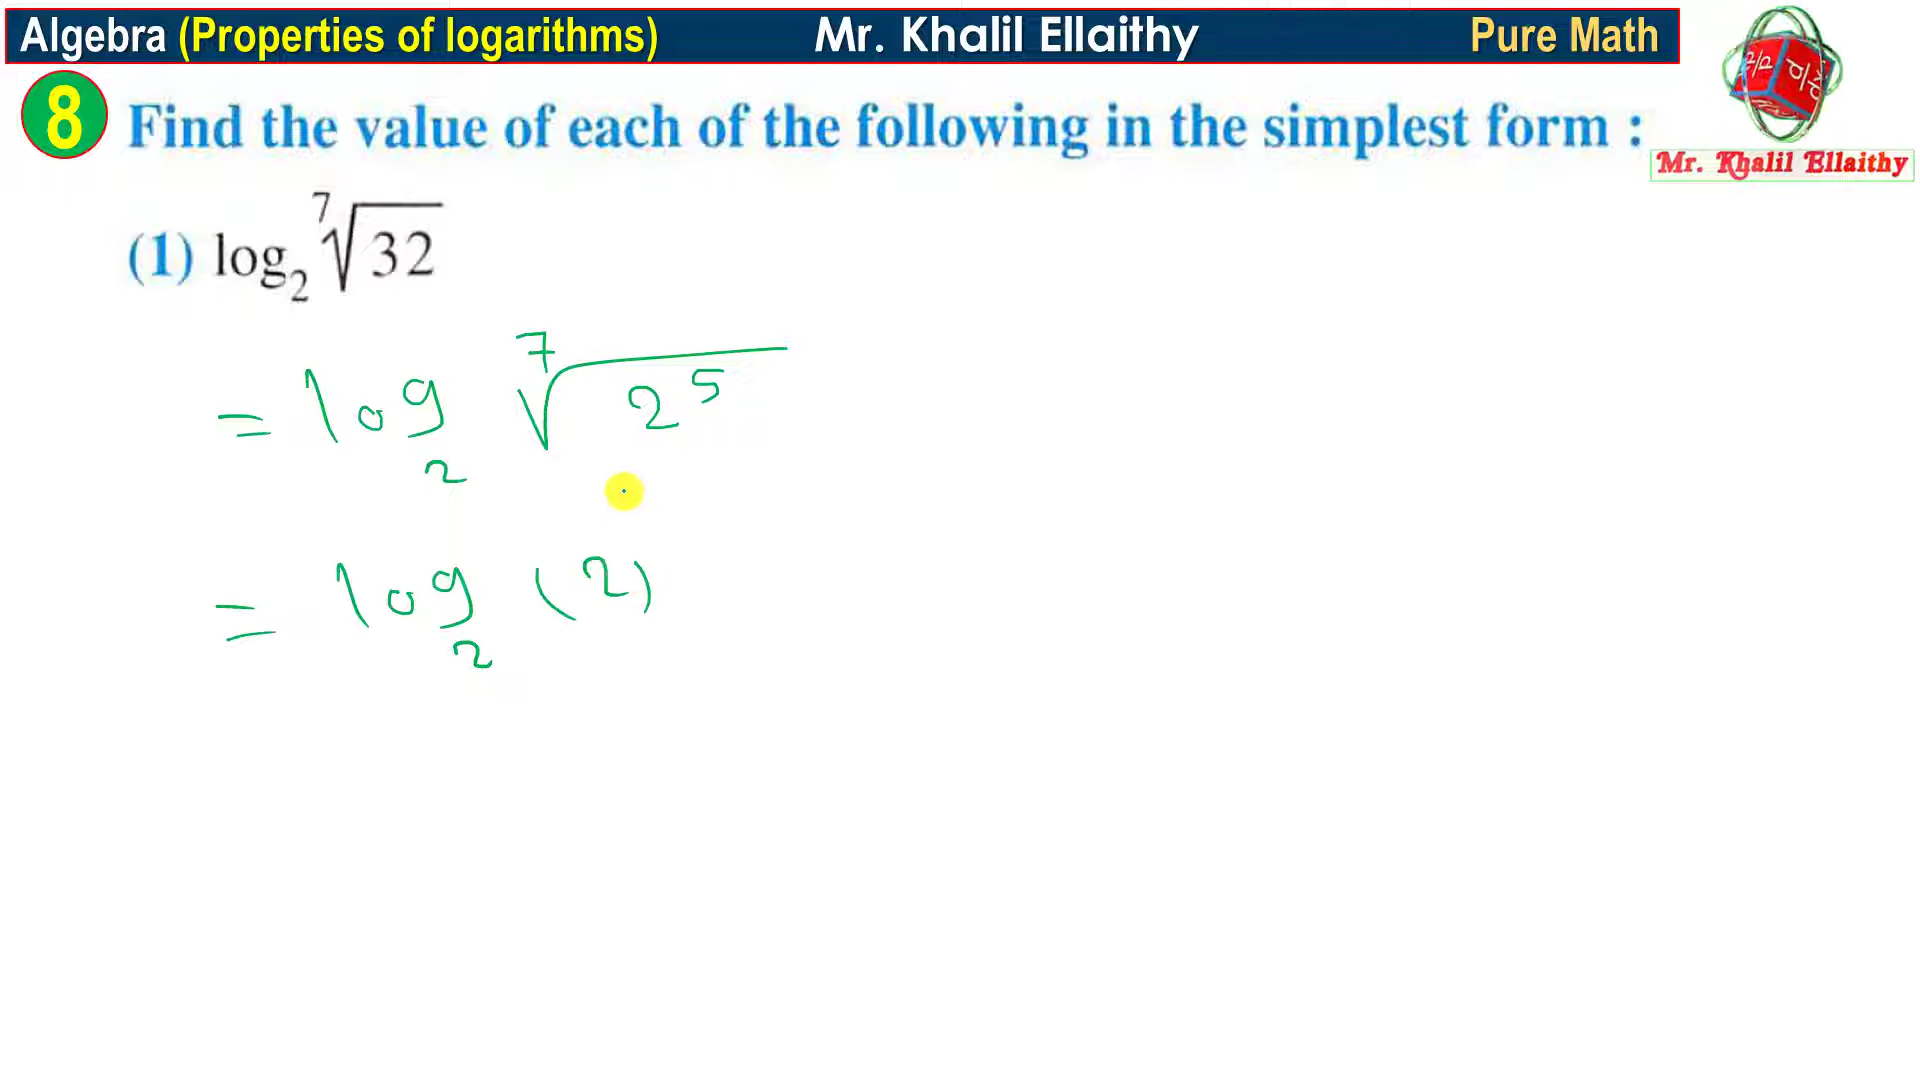 Algebra (Properties of logarithms) Mr. Khalil Ellaithy Pure Math
8 Find the value of each of the following in the simplest form :
Mr. Khalil Ellaithy
(1) log₂ ⁷√32
= log₂ ⁷√2⁵
= log₂ (2)